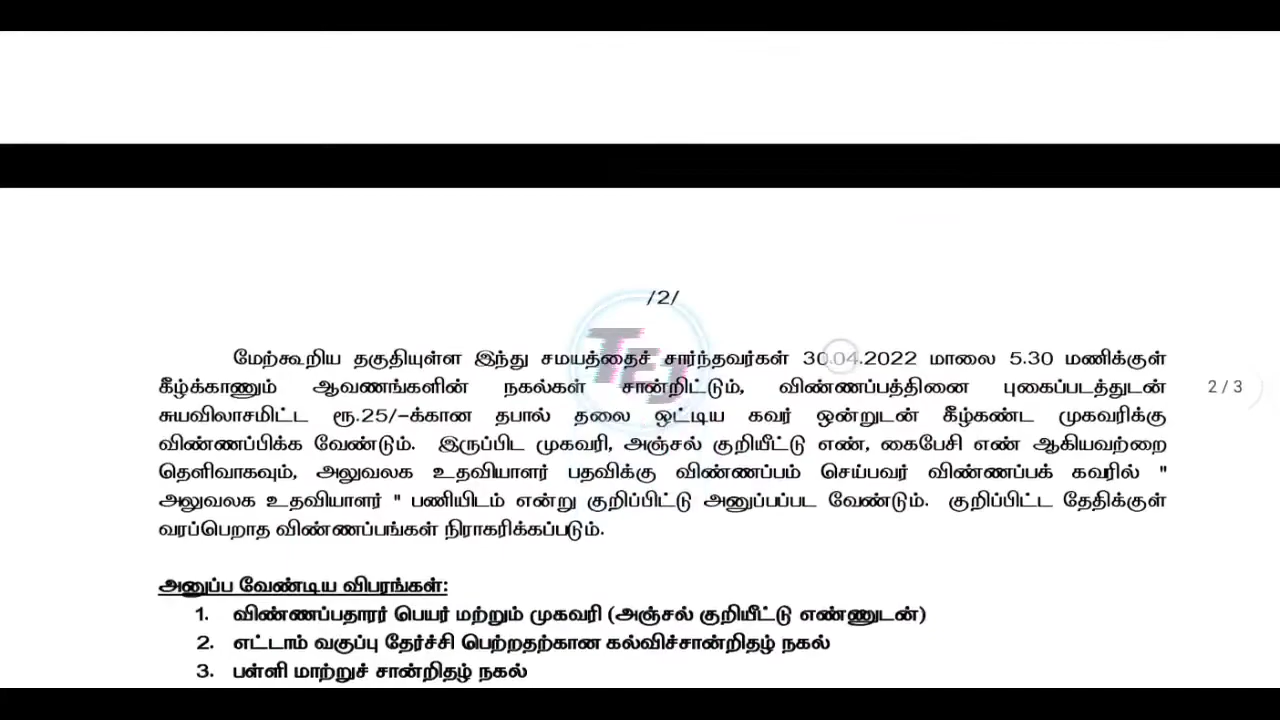 /2/
TEJ
மேற்கூறிய தகுதியுள்ள இந்து சமயத்தைச் சார்ந்தவர்கள் 30.04.2022 மாலை 5.30 மணிக்குள்
கீழ்க்காணும் ஆவணங்களின் நகல்கள் சான்றிட்டும், விண்ணப்பத்தினை புகைப்படத்துடன்
2 / 3
சுயவிலாசமிட்ட ரூ.25/-க்கான தபால் தலை ஒட்டிய கவர் ஒன்றுடன் கீழ்கண்ட முகவரிக்கு
விண்ணப்பிக்க வேண்டும். இருப்பிட முகவரி, அஞ்சல் குறியீட்டு எண், கைபேசி எண் ஆகியவற்றை
தெளிவாகவும், அலுவலக உதவியாளர் பதவிக்கு விண்ணப்பம் செய்பவர் விண்ணப்பக் கவரில் "
அலுவலக உதவியாளர் " பணியிடம் என்று குறிப்பிட்டு அனுப்பப்பட வேண்டும். குறிப்பிட்ட தேதிக்குள்
வரப்பெறாத விண்ணப்பங்கள் நிராகரிக்கப்படும்.
அனுப்ப வேண்டிய விபரங்கள்:
1. விண்ணப்பதாரர் பெயர் மற்றும் முகவரி (அஞ்சல் குறியீட்டு எண்ணுடன்)
2. எட்டாம் வகுப்பு தேர்ச்சி பெற்றதற்கான கல்விச்சான்றிதழ் நகல்
3. பள்ளி மாற்றுச் சான்றிதழ் நகல்